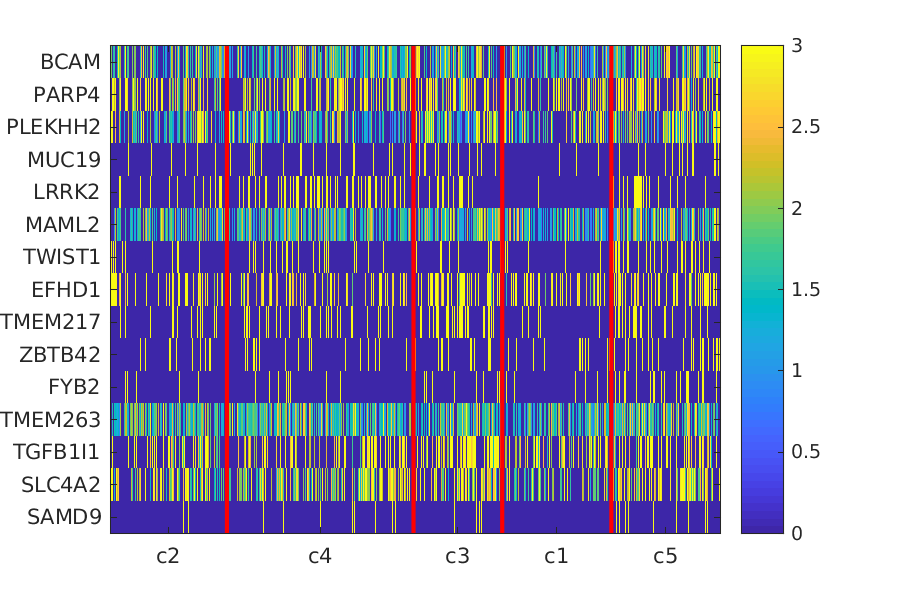 BCAM
PARP4
PLEKHH2
MUC19
LRRK2
MAML2
TWIST1
EFHD1
TMEM217
ZBTB42
FYB2
TMEM263
TGFB1I1
SLC4A2
SAMD9
c2 c4 c3 c1 c5
3
2.5
2
1.5
1
0.5
0